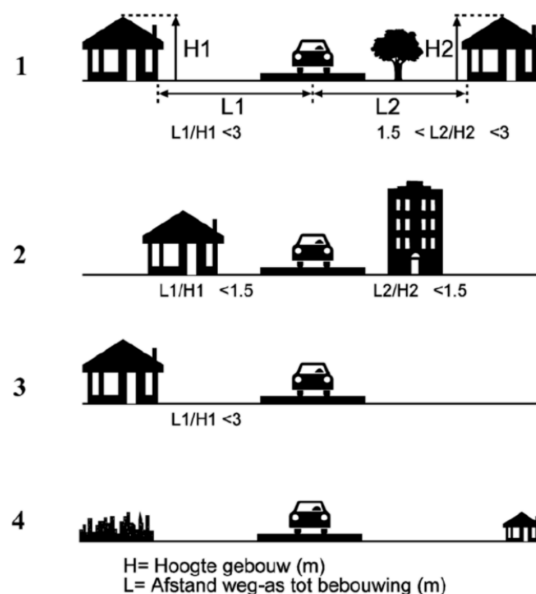 1
H1
H2
L1
L2
L1/H1 <3
1.5 < L2/H2 <3
2
L1/H1 <1.5
L2/H2 <1.5
3
L1/H1 <3
4
H= Hoogte gebouw (m)
L= Afstand weg-as tot bebouwing (m)